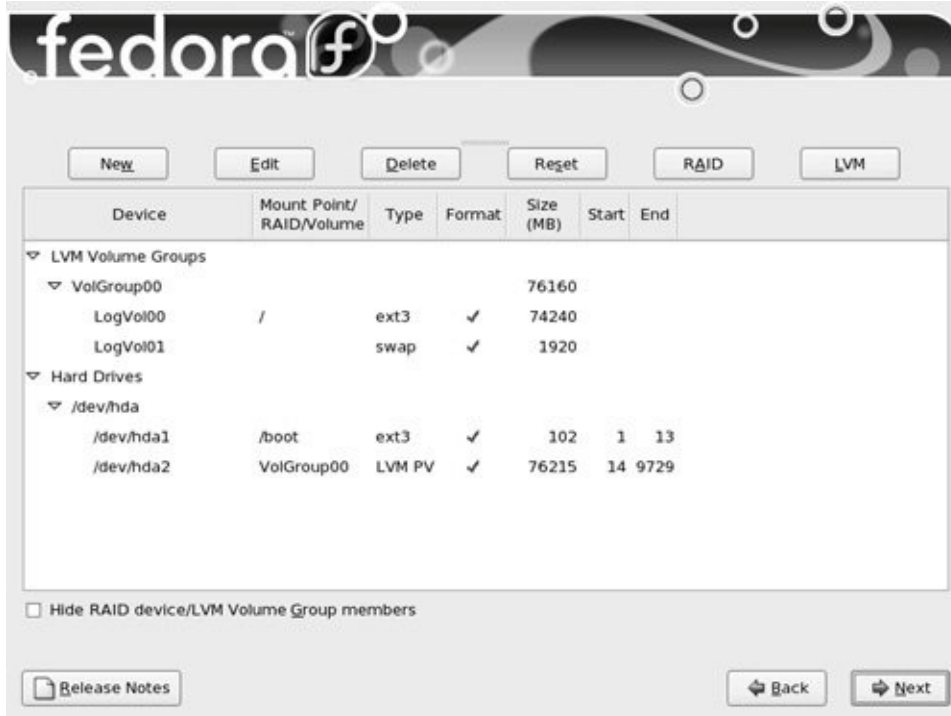 fedora™ f
New Edit Delete Reset RAID LVM
Device Mount Point/ RAID/Volume Type Format Size (MB) Start End
LVM Volume Groups
VolGroup00 76160
LogVol00 / ext3 ✓ 74240
LogVol01 swap ✓ 1920
Hard Drives
/dev/hda
/dev/hda1 /boot ext3 ✓ 102 1 13
/dev/hda2 VolGroup00 LVM PV ✓ 76215 14 9729
Hide RAID device/LVM Volume Group members
Release Notes Back Next